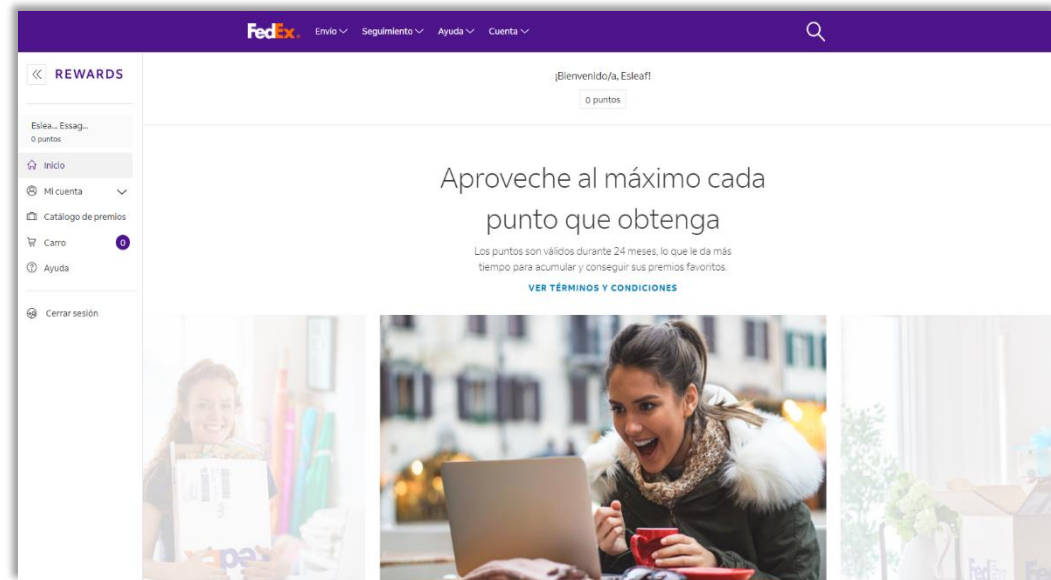 FedEx. Envío Seguimiento Ayuda Cuenta
REWARDS
¡Bienvenido/a, Esleaf!
0 puntos
Eslea... Essag...
0 puntos
Inicio
Mi cuenta
Catálogo de premios
Carro 0
Ayuda
Cerrar sesión
Aproveche al máximo cada
punto que obtenga
Los puntos son válidos durante 24 meses, lo que le da más
tiempo para acumular y conseguir sus premios favoritos.
VER TÉRMINOS Y CONDICIONES
FedEx